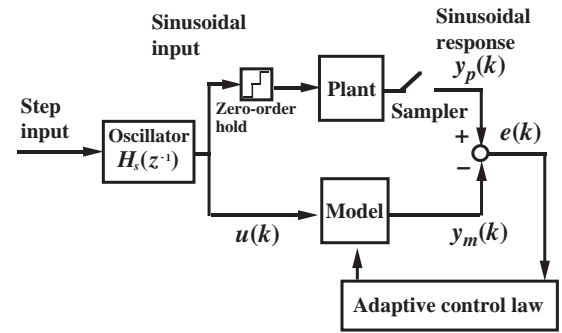 Sinusoidal
input
Sinusoidal
response
y_p(k)
Step
input
Plant
Zero-order
hold
Sampler
Oscillator
H_s(z^{-1})
+
e(k)
−
Model
u(k)
y_m(k)
Adaptive control law